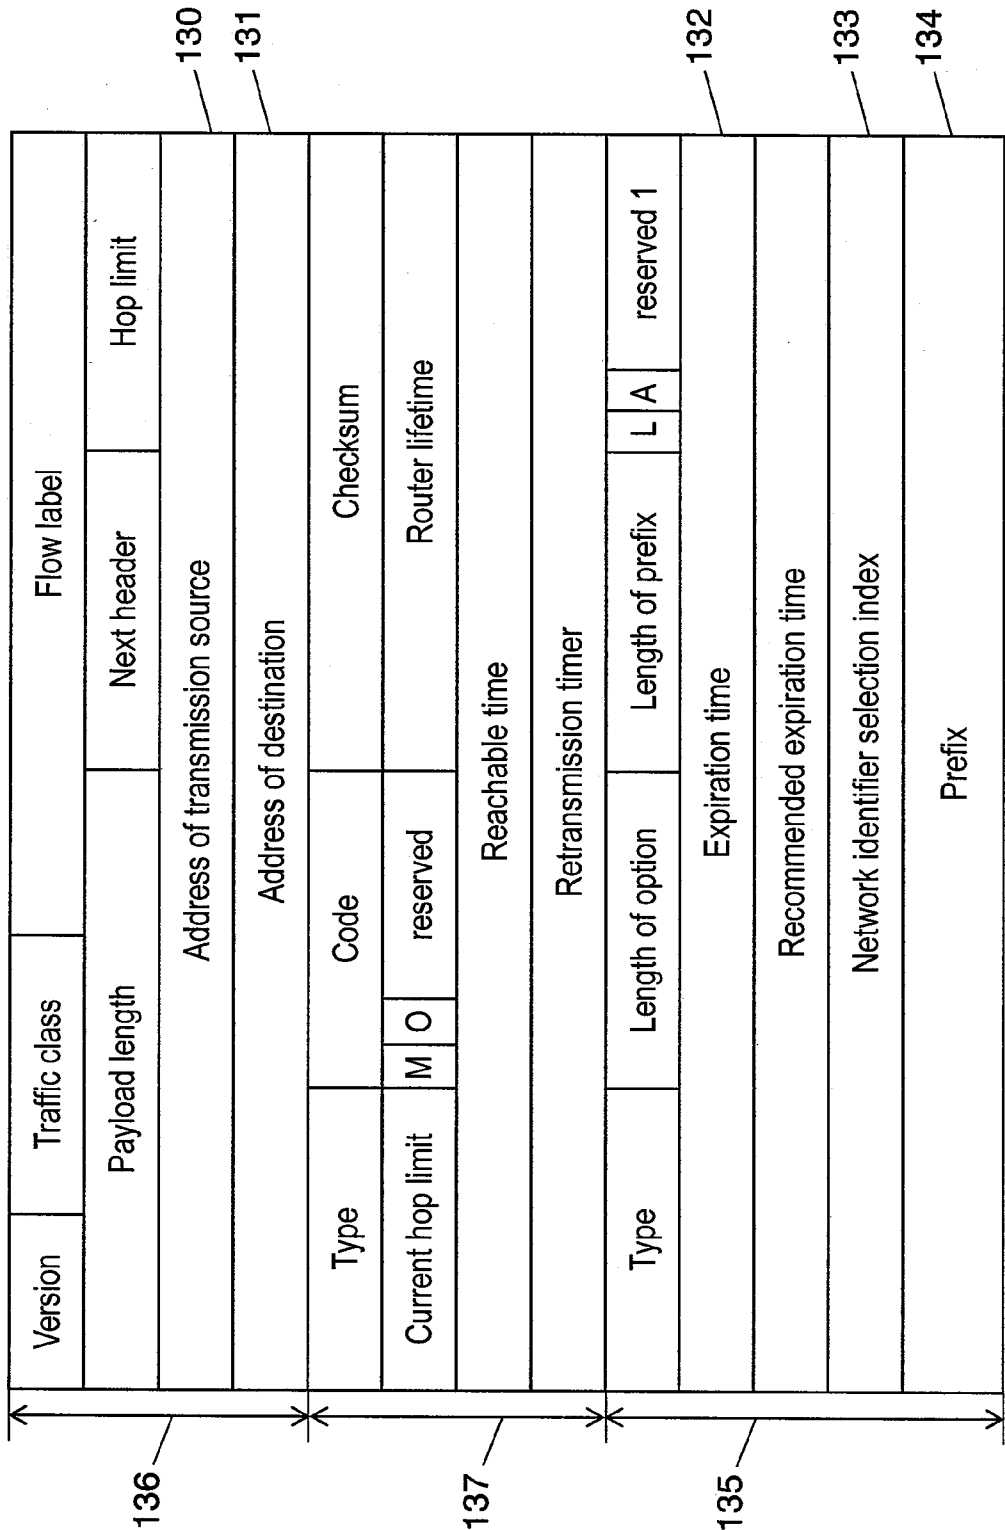 Version Traffic class Flow label
Payload length Next header Hop limit
Address of transmission source 130
Address of destination 131
136
Type Code Checksum
Current hop limit M O reserved Router lifetime
Reachable time
Retransmission timer
137
Type Length of option Length of prefix L A reserved 1
Expiration time 132
Recommended expiration time
Network identifier selection index 133
Prefix 134
135